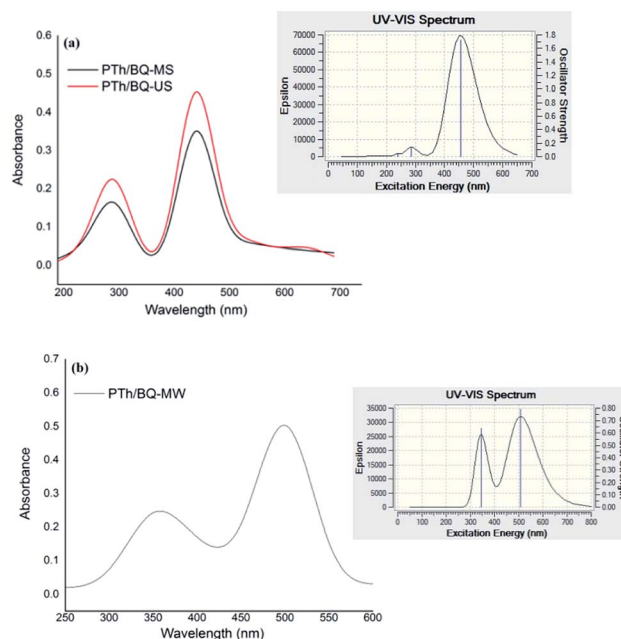 (a)
PTh/BQ-MS
PTh/BQ-US
Absorbance
0.6
0.5
0.4
0.3
0.2
0.1
0.0
200 300 400 500 600 700
Wavelength (nm)
UV-VIS Spectrum
Epsilon
70000
60000
50000
40000
30000
20000
10000
0
Oscillator Strength
1.8
1.6
1.4
1.2
1.0
0.8
0.6
0.4
0.2
0.0
0 100 200 300 400 500 600 700
Excitation Energy (nm)
(b)
PTh/BQ-MW
Absorbance
0.7
0.6
0.5
0.4
0.3
0.2
0.1
0.0
250 300 350 400 450 500 550 600
Wavelength (nm)
UV-VIS Spectrum
Epsilon
35000
30000
25000
20000
15000
10000
5000
0
0.80
0.70
0.60
0.50
0.40
0.30
0.20
0.10
0.00
0 100 200 300 400 500 600 700 800
Excitation Energy (nm)